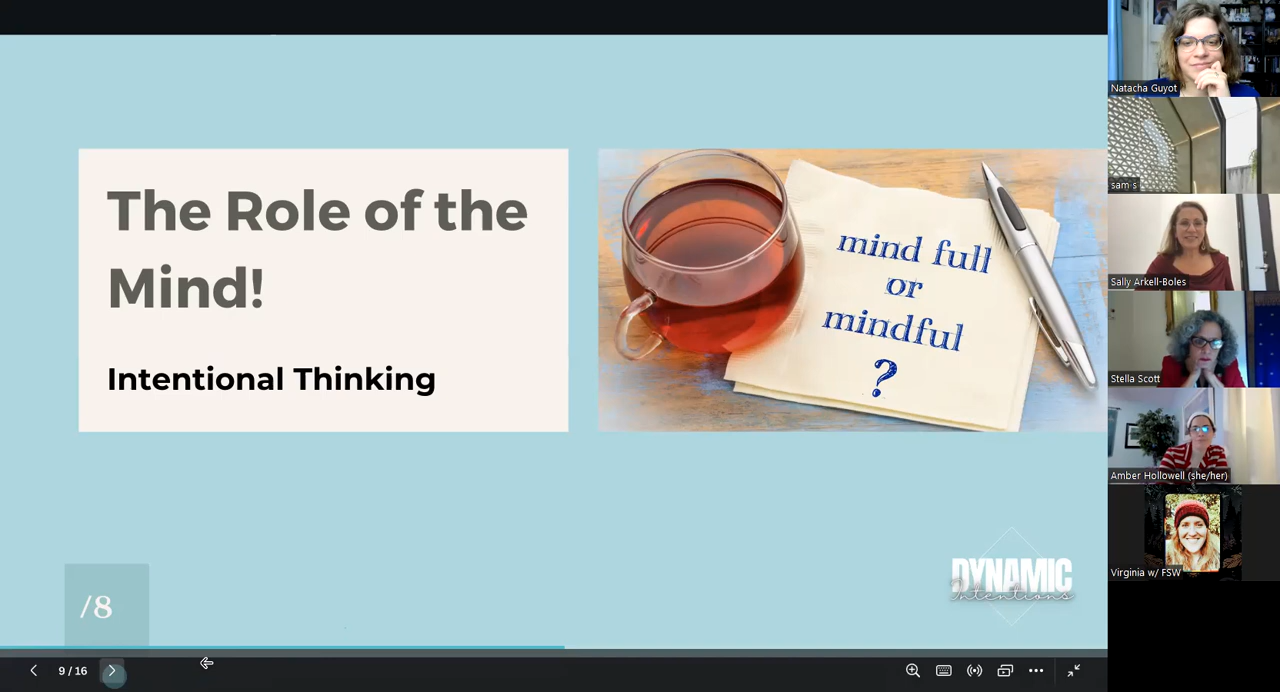 The Role of the
Mind!
Intentional Thinking
mind full
or
mindful
?
DYNAMIC
Intentions
/8
9 / 16
Natacha Guyot
sam s
Sally Arkell-Boles
Stella Scott
Amber Hollowell (she/her)
Virginia w/ FSW